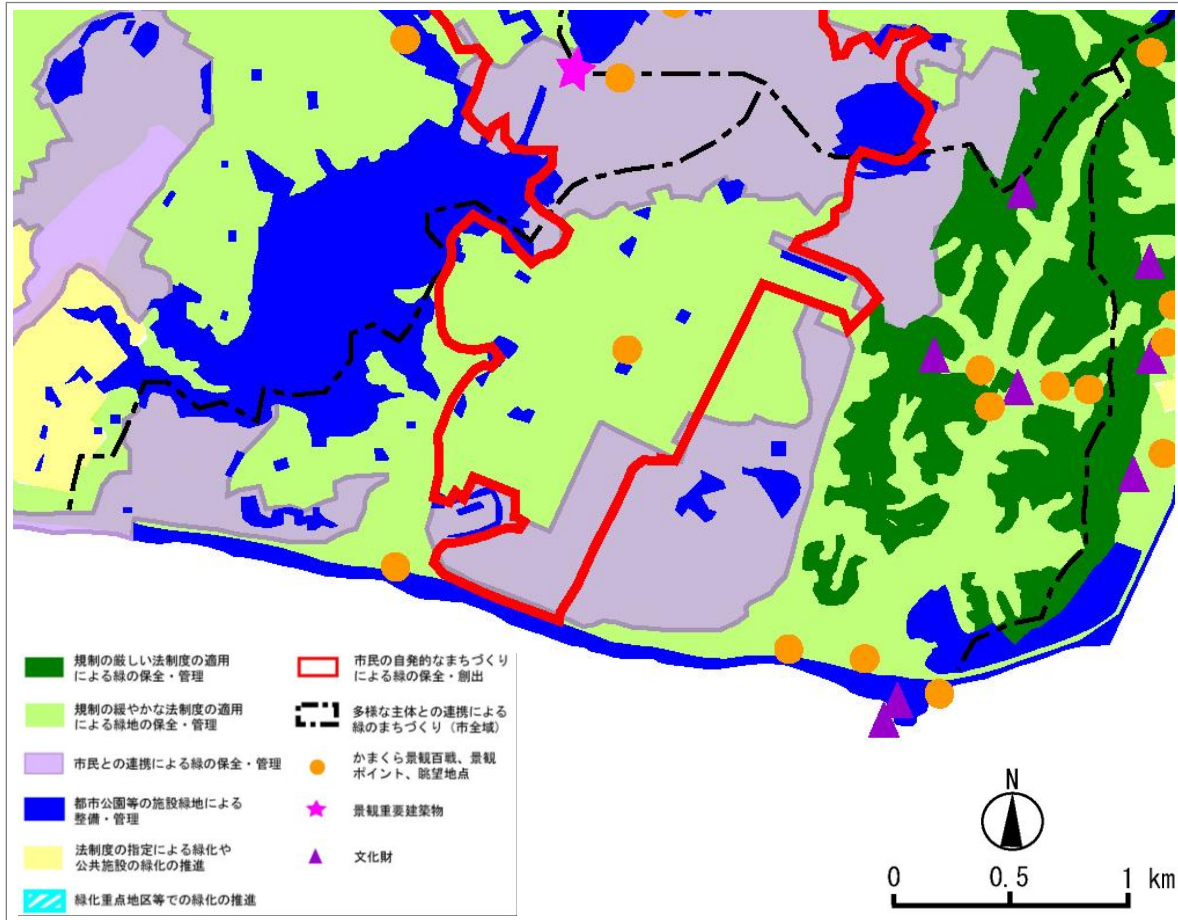 規制の厳しい法制度の適用
による緑の保全・管理
規制の緩やかな法制度の適用
による緑地の保全・管理
市民との連携による緑の保全・管理
都市公園等の施設緑地による
整備・管理
法制度の指定による緑化や
公共施設の緑化の推進
緑化重点地区等での緑化の推進
市民の自発的なまちづくり
による緑の保全・創出
多様な主体との連携による
緑のまちづくり（市全域）
かまくら景観百戦、景観
ポイント、眺望地点
景観重要建築物
文化財
N
0 0.5 1 km